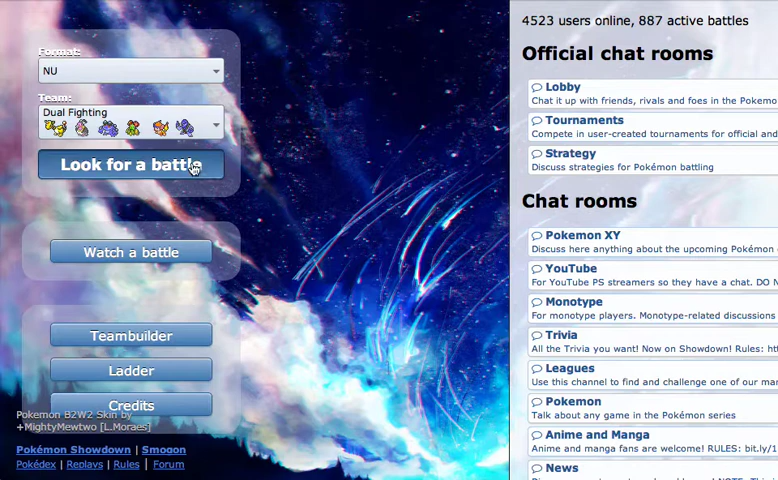 Format:
NU
Team:
Dual Fighting
Look for a battle
Watch a battle
Teambuilder
Ladder
Credits
Pokemon B2W2 Skin by
+MightyMewtwo [L.Moraes]
Pokémon Showdown | Smogon
Pokédex | Replays | Rules | Forum
4523 users online, 887 active battles
Official chat rooms
Lobby
Chat it up with friends, rivals and foes in the Pokemo
Tournaments
Compete in user-created tournaments for official and
Strategy
Discuss strategies for Pokémon battling
Chat rooms
Pokemon XY
Discuss here anything about the upcoming Pokémon
YouTube
For YouTube PS streamers so they have a chat. DO N
Monotype
For monotype players. Monotype-related discussions
Trivia
All the Trivia you want! Now on Showdown! Rules: htt
Leagues
Use this channel to find and challenge one of our ma
Pokemon
Talk about any game in the Pokémon series
Anime and Manga
Anime and manga fans are welcome! RULES: bit.ly/1
News